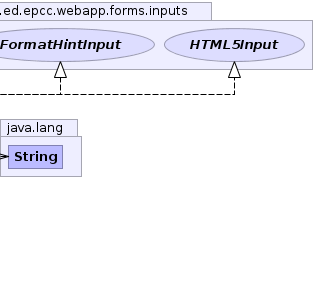 .ed.epcc.webapp.forms.inputs
FormatHintInput
HTML5Input
java.lang
String